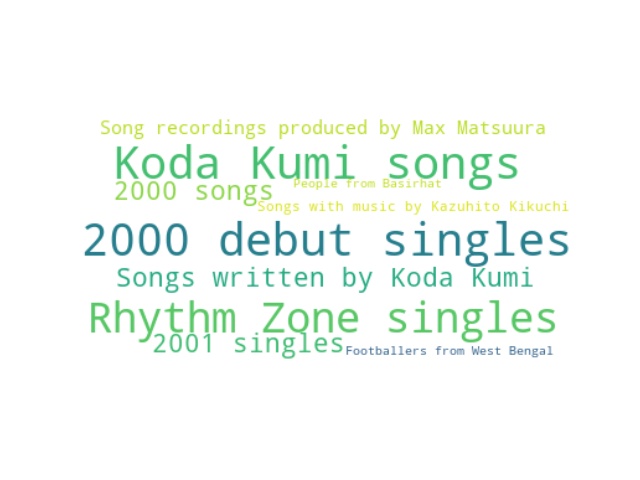 Song recordings produced by Max Matsuura
Koda Kumi songs
2000 songs
People from Basirhat
Songs with music by Kazuhito Kikuchi
2000 debut singles
Songs written by Koda Kumi
Rhythm Zone singles
2001 singles
Footballers from West Bengal